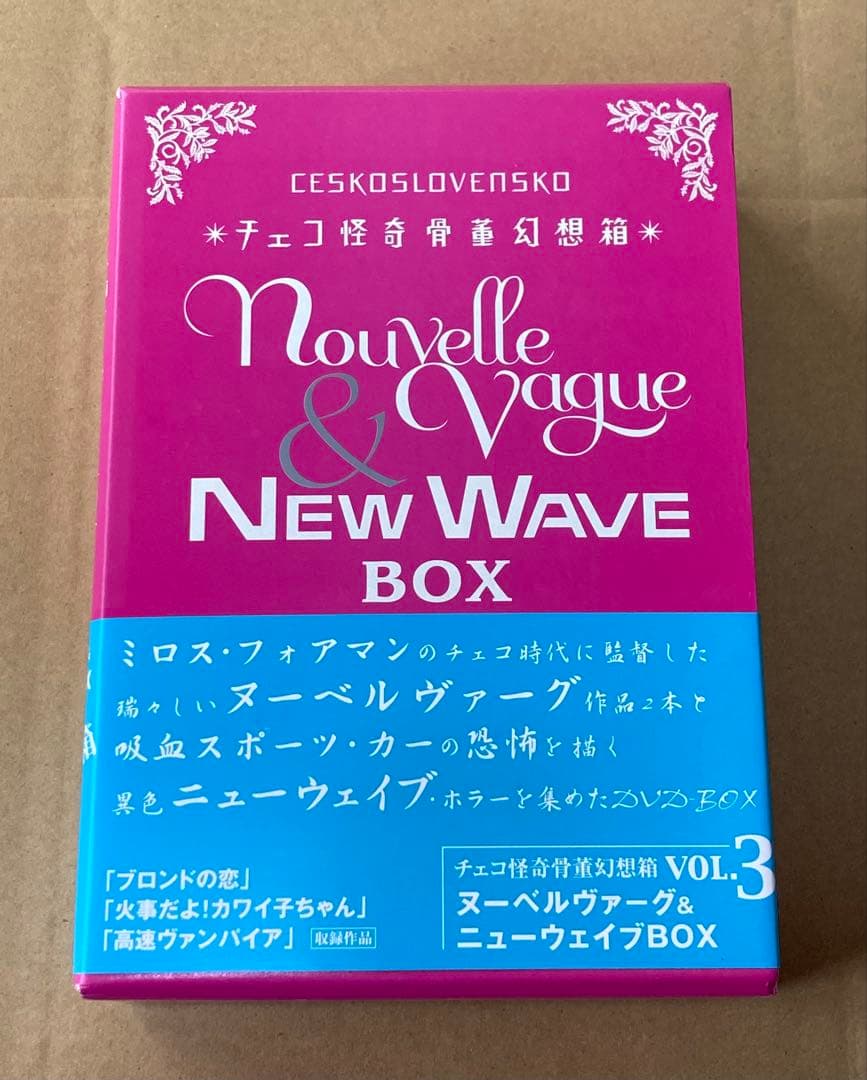 CESKOSLOVENSKO
*チェコ怪奇骨董幻想箱*
nouvelle
& Vague
NEW WAVE
BOX
ミロス・フォアマンのチェコ時代に監督した
瑞々しいヌーベルヴァーグ作品2本と
吸血スポーツ・カーの恐怖を描く
異色ニューウェイブ・ホラーを集めたDVD-BOX
「ブロンドの恋」
「火事だよ!カワイ子ちゃん」
「高速ヴァンパイア」 収録作品
チェコ怪奇骨董幻想箱 VOL.3
ヌーベルヴァーグ&
ニューウェイブBOX